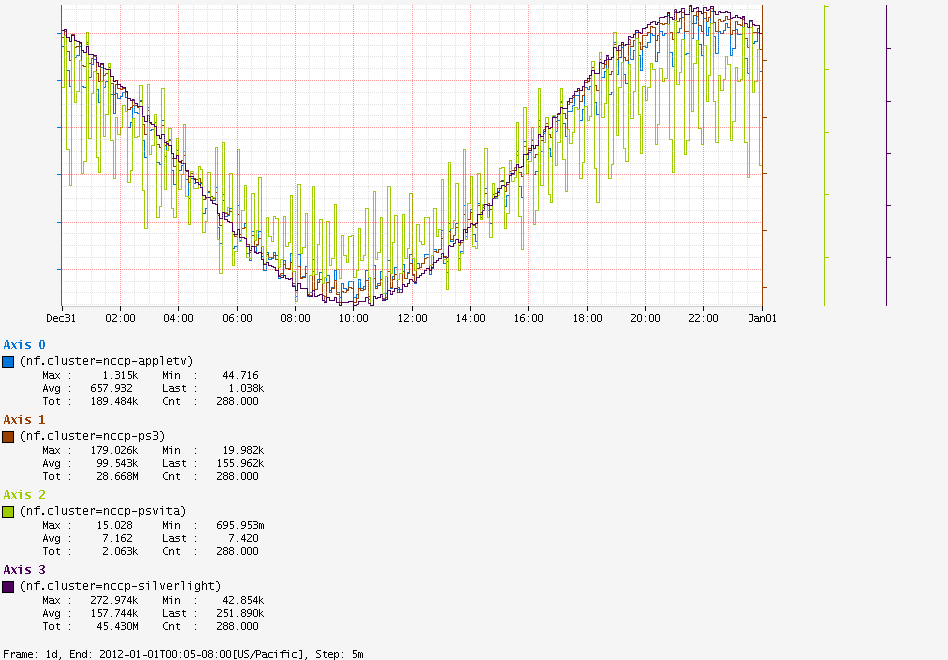 Dec31 02:00 04:00 06:00 08:00 10:00 12:00 14:00 16:00 18:00 20:00 22:00 Jan01
Axis 0
(nf.cluster=nccp-appletv)
Max : 1.315k Min : 44.716
Avg : 657.932 Last : 1.038k
Tot : 189.484k Cnt : 288.000
Axis 1
(nf.cluster=nccp-ps3)
Max : 179.026k Min : 19.982k
Avg : 99.543k Last : 155.962k
Tot : 28.668M Cnt : 288.000
Axis 2
(nf.cluster=nccp-psvita)
Max : 15.028 Min : 695.953m
Avg : 7.162 Last : 7.420
Tot : 2.063k Cnt : 288.000
Axis 3
(nf.cluster=nccp-silverlight)
Max : 272.974k Min : 42.854k
Avg : 157.744k Last : 251.890k
Tot : 45.430M Cnt : 288.000
Frame: 1d, End: 2012-01-01T00:05-08:00[US/Pacific], Step: 5m